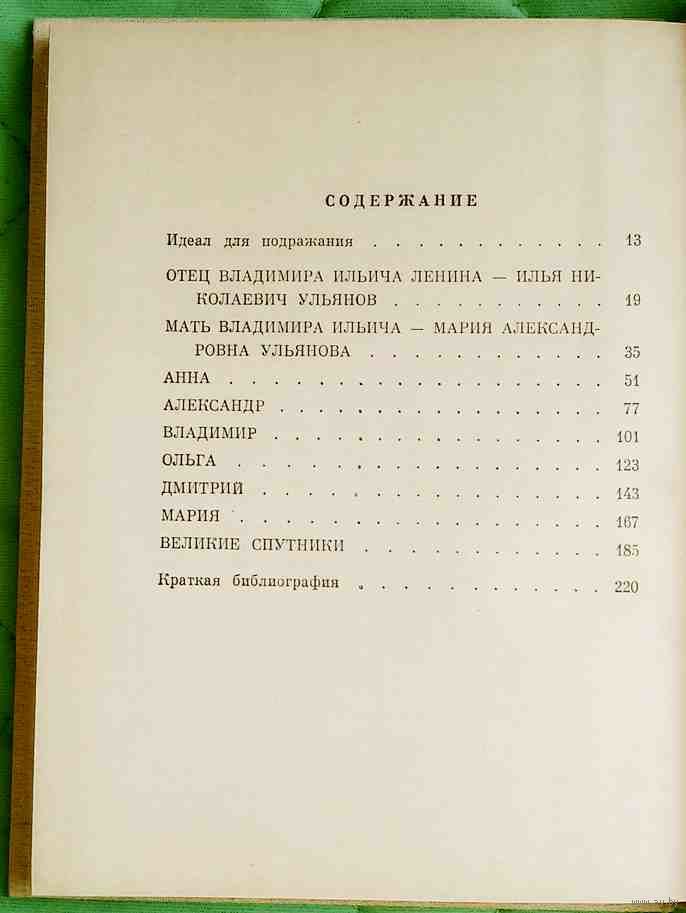 СОДЕРЖАНИЕ
Идеал для подражания . . . . . . . . . . . 13
ОТЕЦ ВЛАДИМИРА ИЛЬИЧА ЛЕНИНА — ИЛЬЯ НИ-
КОЛАЕВИЧ УЛЬЯНОВ . . . . . . . . . . 19
МАТЬ ВЛАДИМИРА ИЛЬИЧА — МАРИЯ АЛЕКСАНД-
РОВНА УЛЬЯНОВА . . . . . . . . . . . 35
АННА . . . . . . . . . . . . . . . . . 51
АЛЕКСАНДР . . . . . . . . . . . . . . . 77
ВЛАДИМИР . . . . . . . . . . . . . . . 101
ОЛЬГА . . . . . . . . . . . . . . . . . 123
ДМИТРИЙ . . . . . . . . . . . . . . . . 143
МАРИЯ . . . . . . . . . . . . . . . . . 167
ВЕЛИКИЕ СПУТНИКИ . . . . . . . . . . . 185
Краткая библиография . . . . . . . . . . . 220